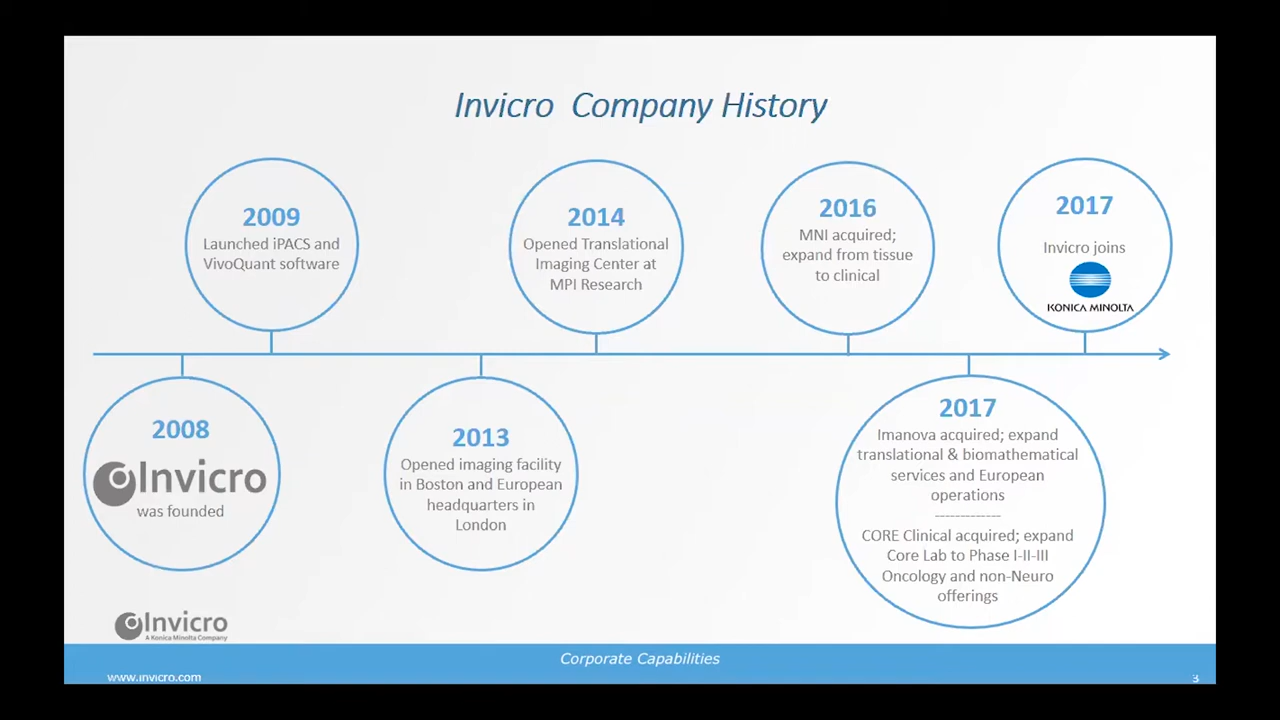 Invicro Company History
2009
Launched iPACS and
VivoQuant software
2014
Opened Translational
Imaging Center at
MPI Research
2016
MNI acquired;
expand from tissue
to clinical
2017
Invicro joins
KONICA MINOLTA
2008
Invicro
was founded
2013
Opened imaging facility
in Boston and European
headquarters in
London
2017
Imanova acquired; expand
translational & biomathematical
services and European
operations
-------------
CORE Clinical acquired; expand
Core Lab to Phase I-II-III
Oncology and non-Neuro
offerings
Invicro
A Konica Minolta Company
Corporate Capabilities
www.invicro.com
3